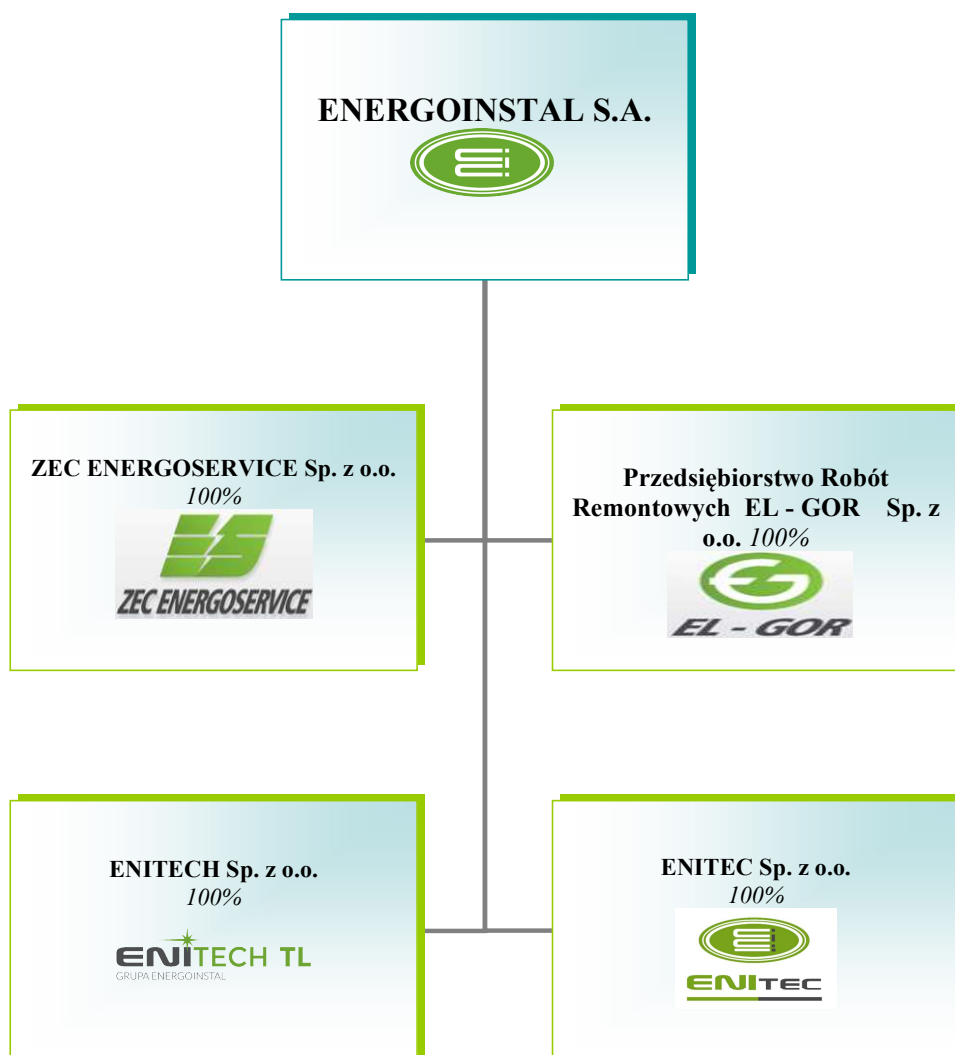 ENERGOINSTAL S.A.
ZEC ENERGOSERVICE Sp. z o.o.
100%
ZEC ENERGOSERVICE
Przedsiębiorstwo Robót
Remontowych EL - GOR Sp. z
o.o. 100%
EL - GOR
ENITECH Sp. z o.o.
100%
ENITECH TL
GRUPA ENERGOINSTAL
ENITEC Sp. z o.o.
100%
ENITEC